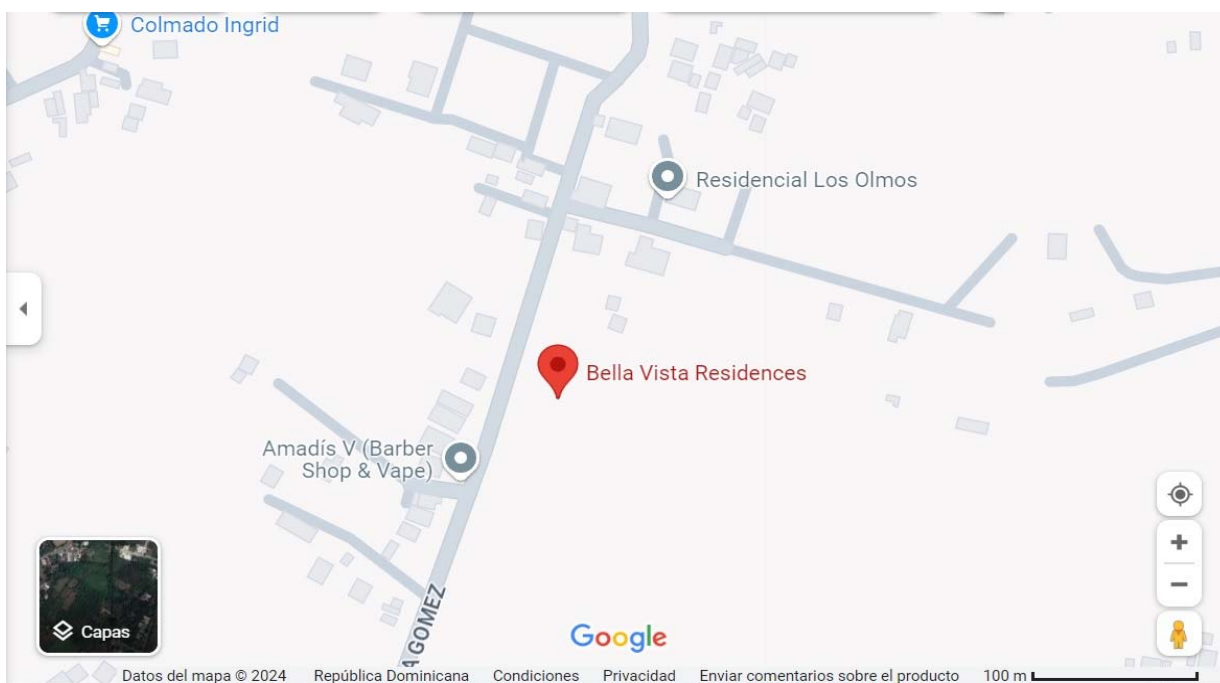 Colmado Ingrid
Residencial Los Olmos
Bella Vista Residences
Amadís V (Barber
Shop & Vape)
A GOMEZ
Capas
Google
Datos del mapa © 2024 República Dominicana Condiciones Privacidad Enviar comentarios sobre el producto 100 m